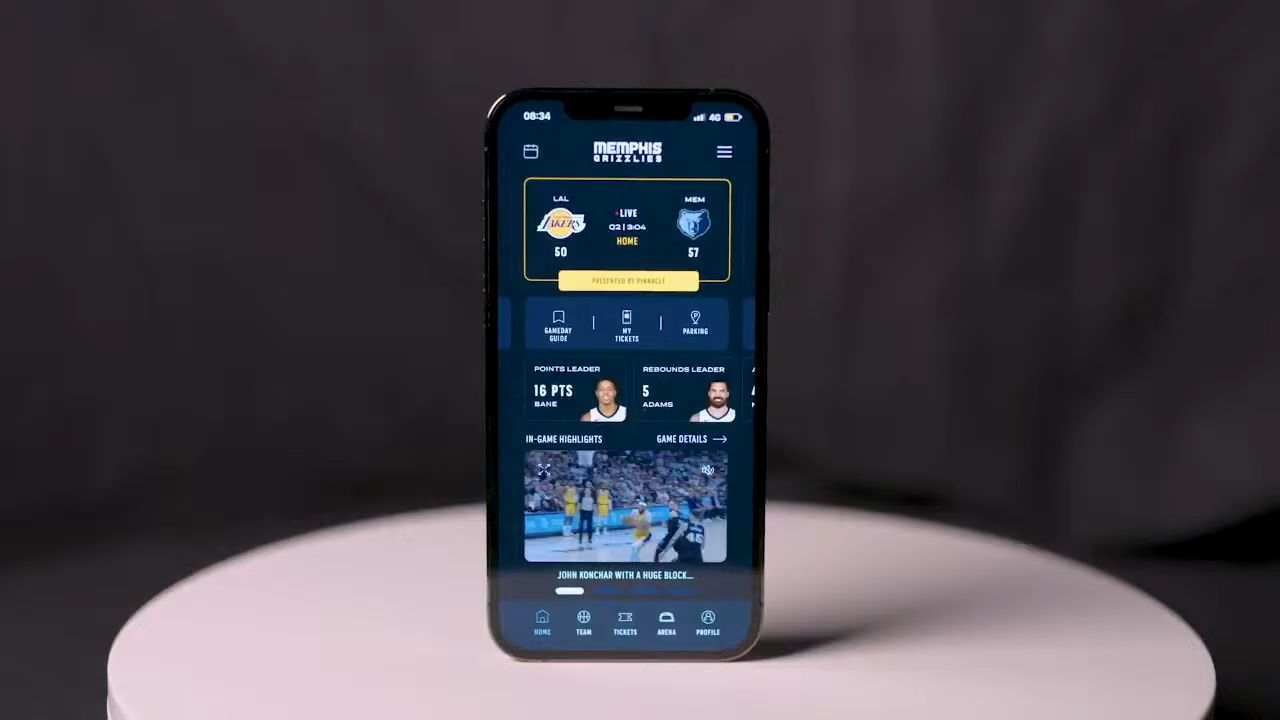 08:34
4G
MEMPHIS
GRIZZLIES
LAL
MEM
LIVE
LAKERS
Q2 | 3:04
HOME
50
57
PRESENTED BY PINNACLE
GAMEDAY
GUIDE
MY
TICKETS
PARKING
POINTS LEADER
REBOUNDS LEADER
16 PTS
5
BANE
ADAMS
IN-GAME HIGHLIGHTS
GAME DETAILS
JOHN KONCHAR WITH A HUGE BLOCK...
HOME
TEAM
TICKETS
ARENA
PROFILE